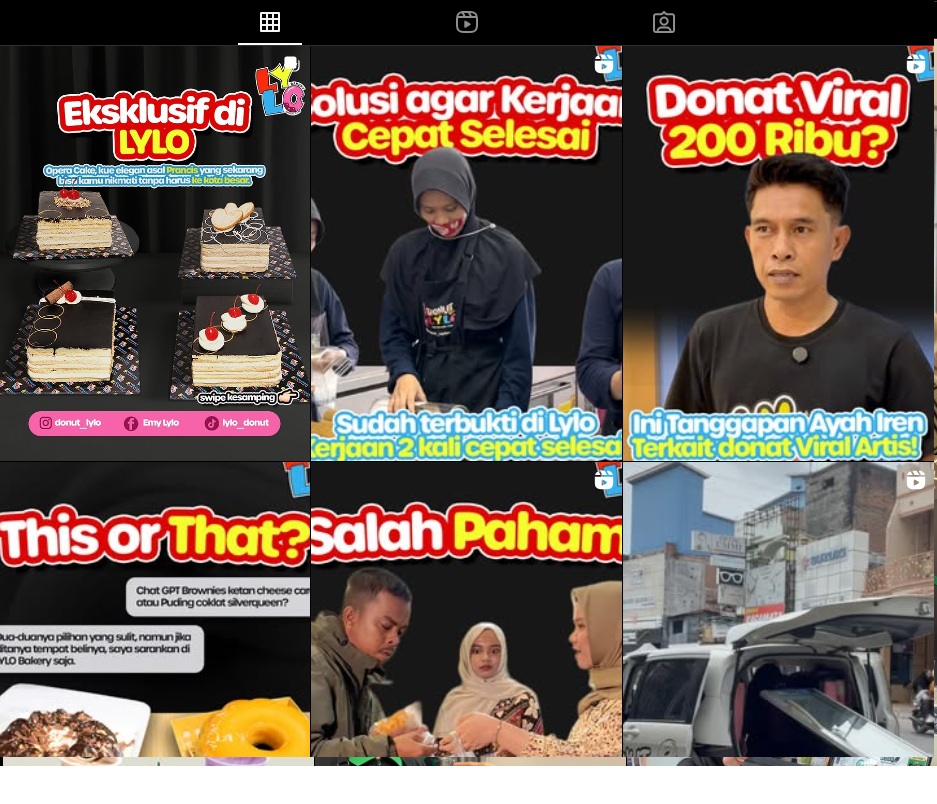 LYLO
Eksklusif di
LYLO
Opera Cake, kue elegan asal Prancis yang sekarang
bisa kamu nikmati tanpa harus ke kota besar.
swipe kesamping
donut_lylo
Emy Lylo
lylo_donut
olusi agar Kerjaan
Cepat Selesai
DONUT
LYLO
Sudah terbukti di Lylo
Kerjaan 2 kali cepat selesai
Donat Viral
200 Ribu?
Ini Tanggapan Ayah Iren
Terkait donat Viral Artis!
This or That?
Chat GPT Brownies ketan cheese car
atau Puding coklat silverqueen?
Dua-duanya pilihan yang sulit, namun jika
ditanya tempat belinya, saya sarankan di
LYLO Bakery saja.
Salah Paham